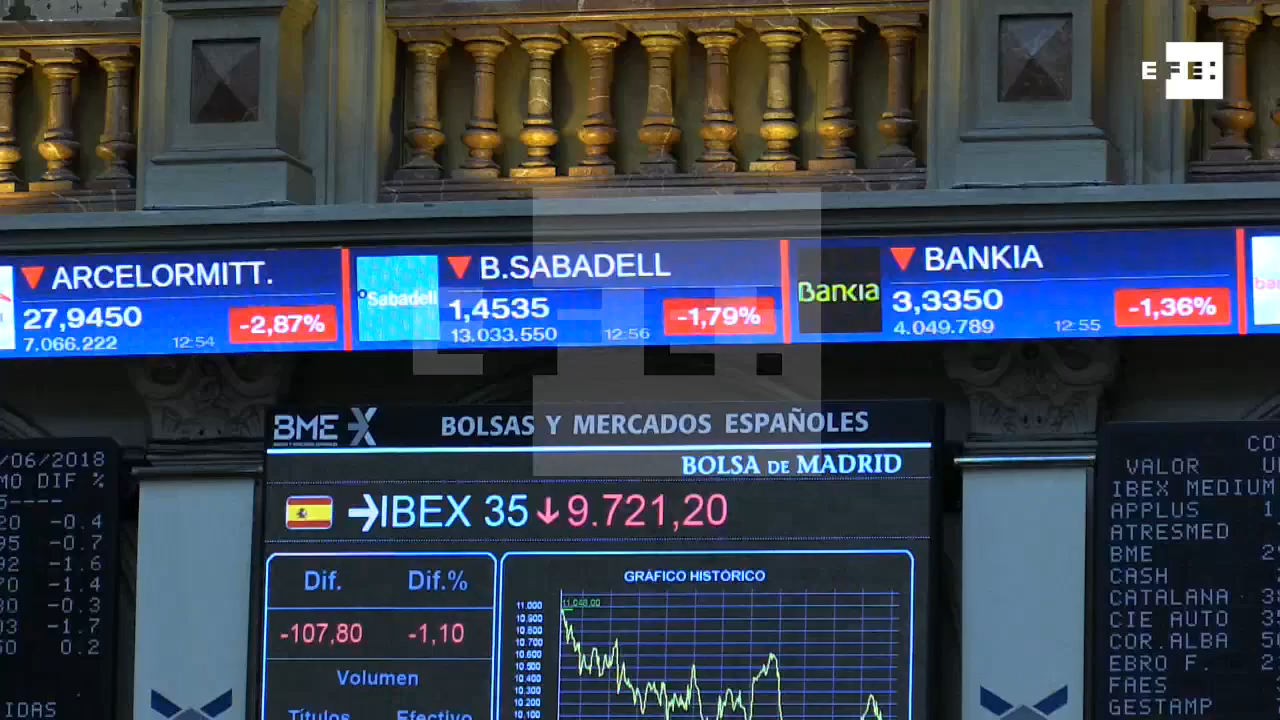 EFE:
ARCELORMITT.
27,9450
-2,87%
7.066.222
12:54
Sabadell
B.SABADELL
1,4535
-1,79%
13.033.550
12:56
Bankia
BANKIA
3,3350
-1,36%
4.049.789
12:55
BME X
BOLSAS Y MERCADOS ESPAÑOLES
BOLSA DE MADRID
IBEX 35 9.721,20
Dif. Dif.%
-107,80 -1,10
Volumen
Títulos Efectivo
GRÁFICO HISTÓRICO
11.048,00
11.000
10.900
10.800
10.700
10.600
10.500
10.400
10.300
10.200
10.100
/06/2018
DIF %
-0.4
-0.7
-1.6
-1.4
-0.3
-1.7
0.2
VALOR
IBEX MEDIUM
APPLUS
ATRESMED
BME
CASH
CATALANA
CIE AUTO
COR.ALBA
EBRO F.
FAES
GESTAMP